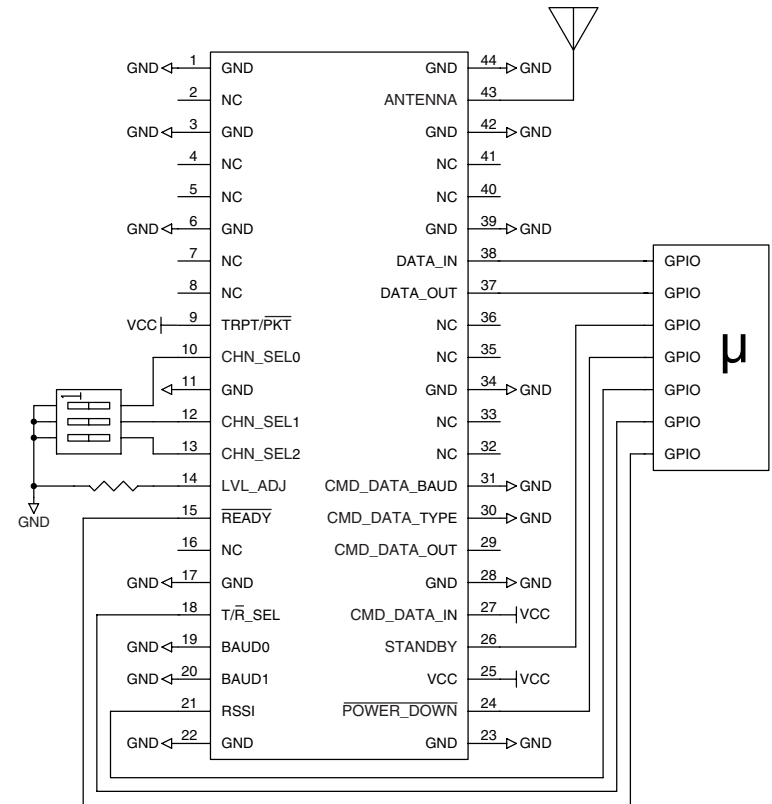 GND 1 GND GND 44 GND
2 NC ANTENNA 43
GND 3 GND GND 42 GND
4 NC NC 41
5 NC NC 40
GND 6 GND GND 39 GND
7 NC DATA_IN 38 GPIO
8 NC DATA_OUT 37 GPIO
VCC 9 TRPT/PKT NC 36 GPIO
10 CHN_SEL0 NC 35 GPIO
11 GND GND 34 GND GPIO
12 CHN_SEL1 NC 33 GPIO
13 CHN_SEL2 NC 32 GPIO
μ
1
14 LVL_ADJ CMD_DATA_BAUD 31 GND
GND
15 READY CMD_DATA_TYPE 30 GND
16 NC CMD_DATA_OUT 29
GND 17 GND GND 28 GND
18 T/R_SEL CMD_DATA_IN 27 VCC
GND 19 BAUD0 STANDBY 26
GND 20 BAUD1 VCC 25 VCC
21 RSSI POWER_DOWN 24
GND 22 GND GND 23 GND